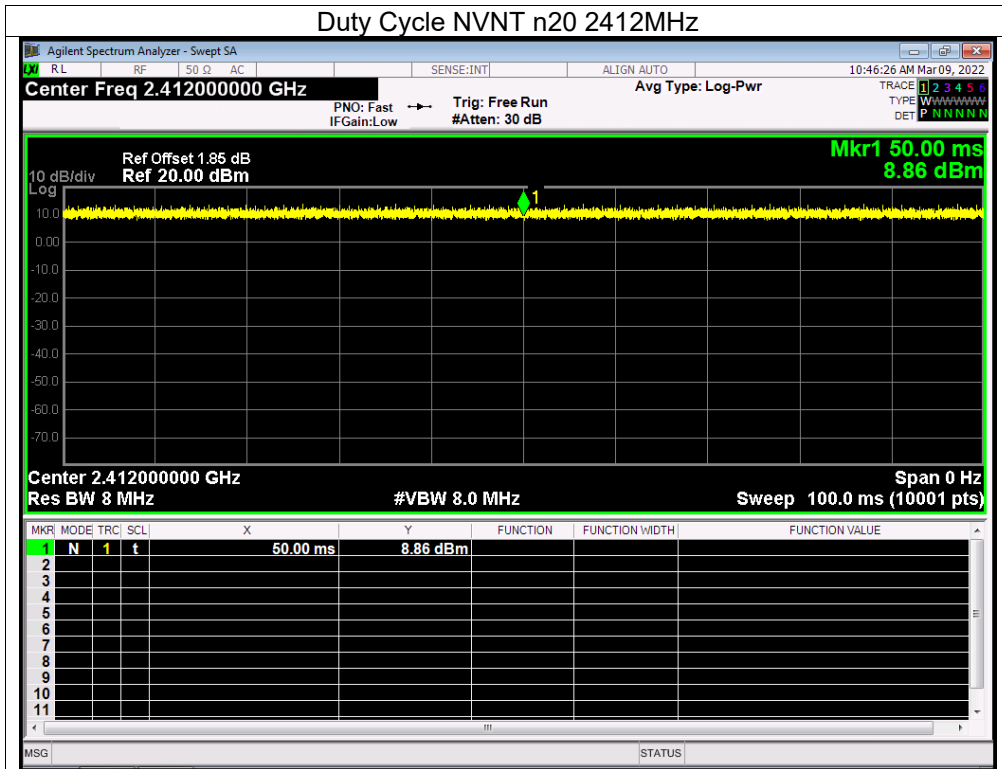 Duty Cycle NVNT n20 2412MHz
Agilent Spectrum Analyzer - Swept SA
LXI RL RF 50 Ω AC SENSE:INT ALIGN AUTO 10:46:26 AM Mar 09, 2022
Center Freq 2.412000000 GHz Avg Type: Log-Pwr TRACE 1 2 3 4 5 6
PNO: Fast Trig: Free Run TYPE WWWWWW
IFGain:Low #Atten: 30 dB DET P N N N N N
Mkr1 50.00 ms
Ref Offset 1.85 dB
10 dB/div Ref 20.00 dBm 8.86 dBm
Log
1
10.0
0.00
-10.0
-20.0
-30.0
-40.0
-50.0
-60.0
-70.0
Center 2.412000000 GHz Span 0 Hz
Res BW 8 MHz #VBW 8.0 MHz Sweep 100.0 ms (10001 pts)
MKR MODE TRC SCL X Y FUNCTION FUNCTION WIDTH FUNCTION VALUE
1 N 1 t 50.00 ms 8.86 dBm
2
3
4
5
6
7
8
9
10
11
MSG STATUS